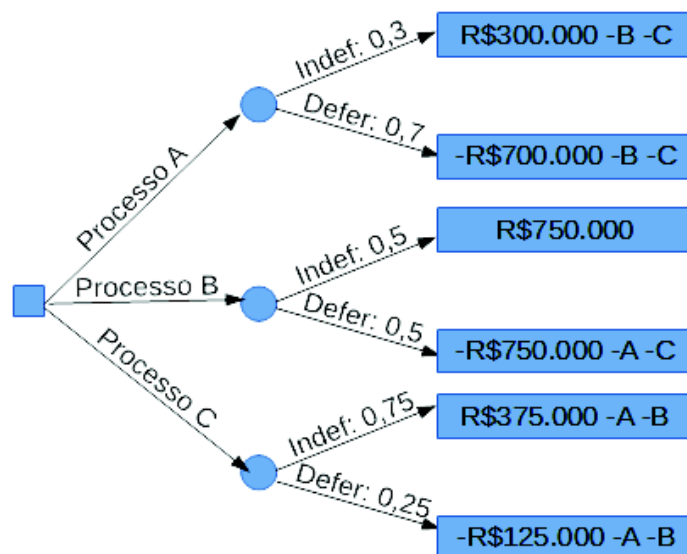 Processo A
Indef: 0,3
R$300.000 -B -C
Defer: 0,7
-R$700.000 -B -C
Processo B
Indef: 0,5
R$750.000
Defer: 0,5
-R$750.000 -A -C
Processo C
Indef: 0,75
R$375.000 -A -B
Defer: 0,25
-R$125.000 -A -B